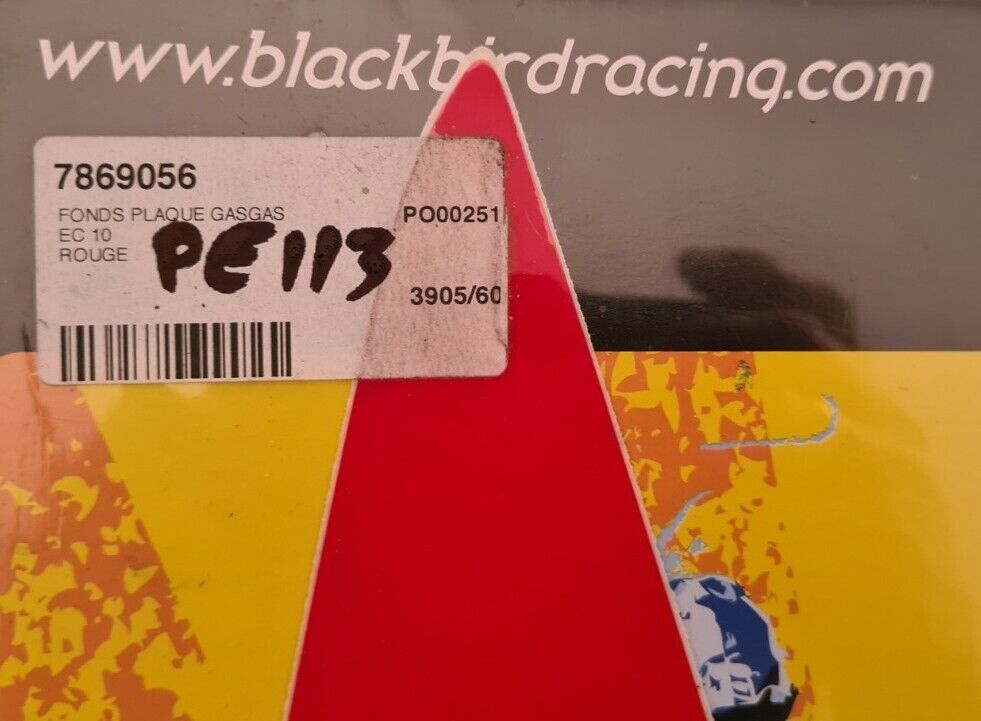 www.blackbirdracing.com
7869056
FONDS PLAQUE GASGAS PO00251
EC 10
ROUGE PE113
3905/60